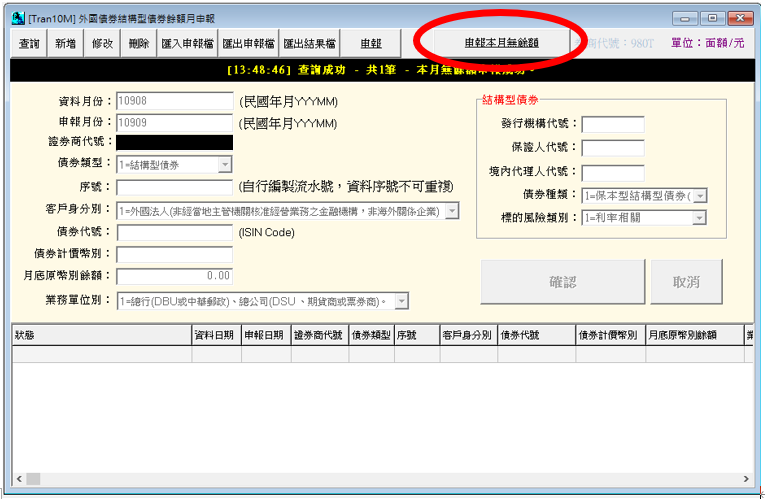 [Tran10M] 外國債券結構型債券餘額月申報
查詢 新增 修改 刪除 匯入申報檔 匯出申報檔 匯出結果檔 申報 申報本月無餘額 商代號：980T 單位：面額/元
[13:48:46] 查詢成功 - 共1筆 - 本月無餘額申報成功。
資料月份： 10908 (民國年月YYYMM)
申報月份： 10909 (民國年月YYYMM)
證券商代號：
債券類型： 1=結構型債券
序號： (自行編製流水號，資料序號不可重複)
客戶身分別： 1=外國法人(非經當地主管機關核准經營業務之金融機構，非海外關係企業)
債券代號： (ISIN Code)
債券計價幣別：
月底原幣別餘額： 0.00
業務單位別： 1=總行(DBU或中華郵政)、總公司(DSU 、期貨商或票券商)。
結構型債券
發行機構代號：
保證人代號：
境內代理人代號：
債券種類： 1=保本型結構型債券(
標的風險類別： 1=利率相關
確認 取消
狀態 資料日期 申報日期 證券商代號 債券類型 序號 客戶身分別 債券代號 債券計價幣別 月底原幣別餘額